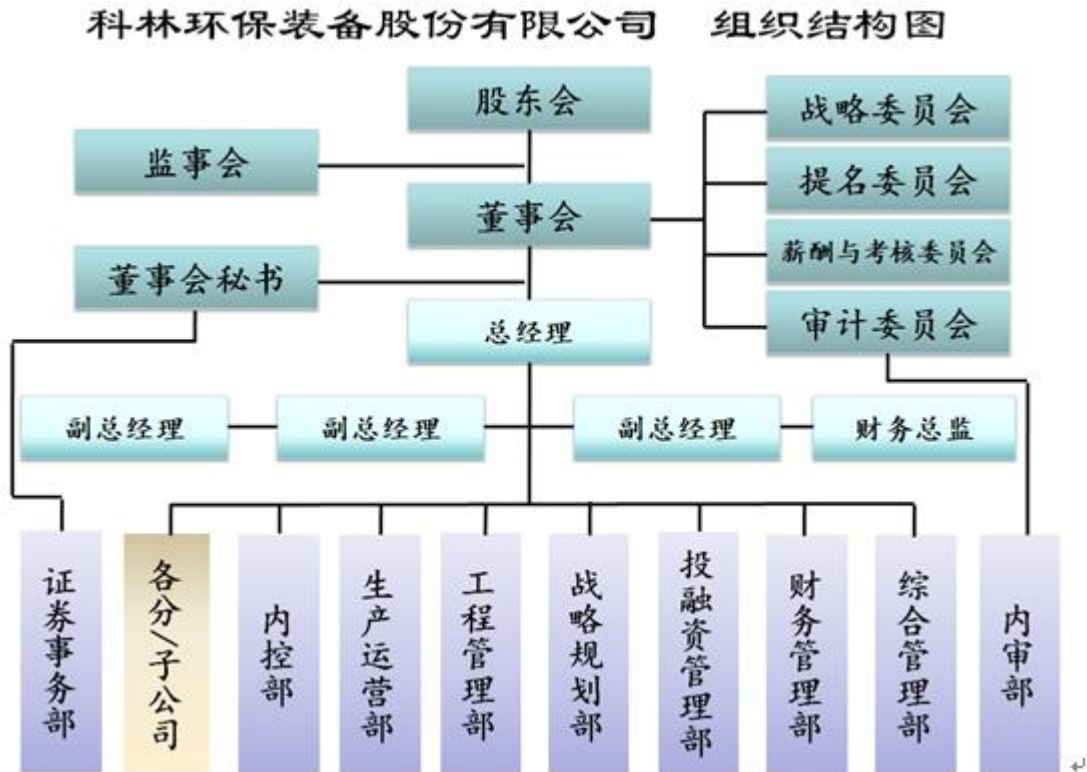 科林环保装备股份有限公司 组织结构图
股东会
监事会
董事会
董事会秘书
总经理
战略委员会
提名委员会
薪酬与考核委员会
审计委员会
副总经理
副总经理
副总经理
财务总监
证券事务部
各分\子公司
内控部
生产运营部
工程管理部
战略规划部
投融资管理部
财务管理部
综合管理部
内审部